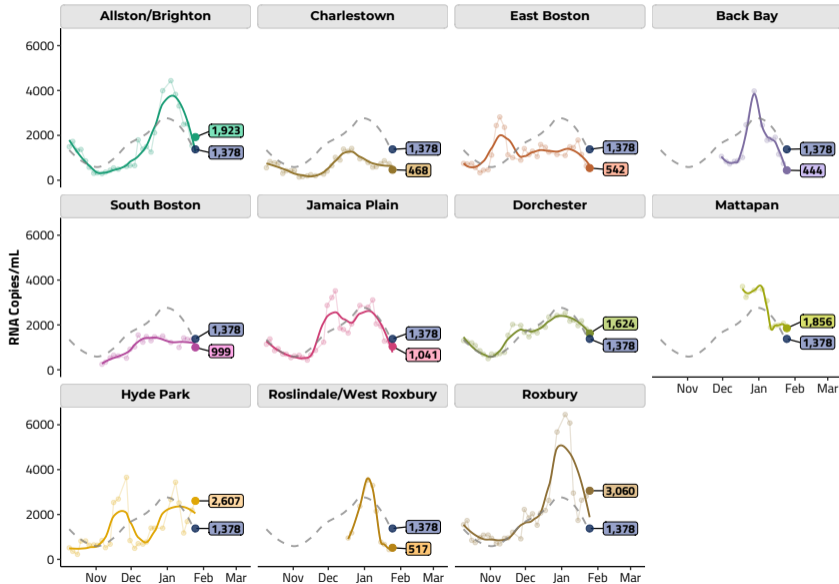 Allston/Brighton
Charlestown
East Boston
Back Bay
6000
4000
2000
0
1,923
1,378
1,378
468
1,378
542
1,378
444
South Boston
Jamaica Plain
Dorchester
Mattapan
RNA Copies/mL
6000
4000
2000
0
1,378
999
1,378
1,041
1,624
1,378
1,856
1,378
Nov Dec Jan Feb Mar
Hyde Park
Roslindale/West Roxbury
Roxbury
6000
4000
2000
0
2,607
1,378
1,378
517
3,060
1,378
Nov Dec Jan Feb Mar
Nov Dec Jan Feb Mar
Nov Dec Jan Feb Mar